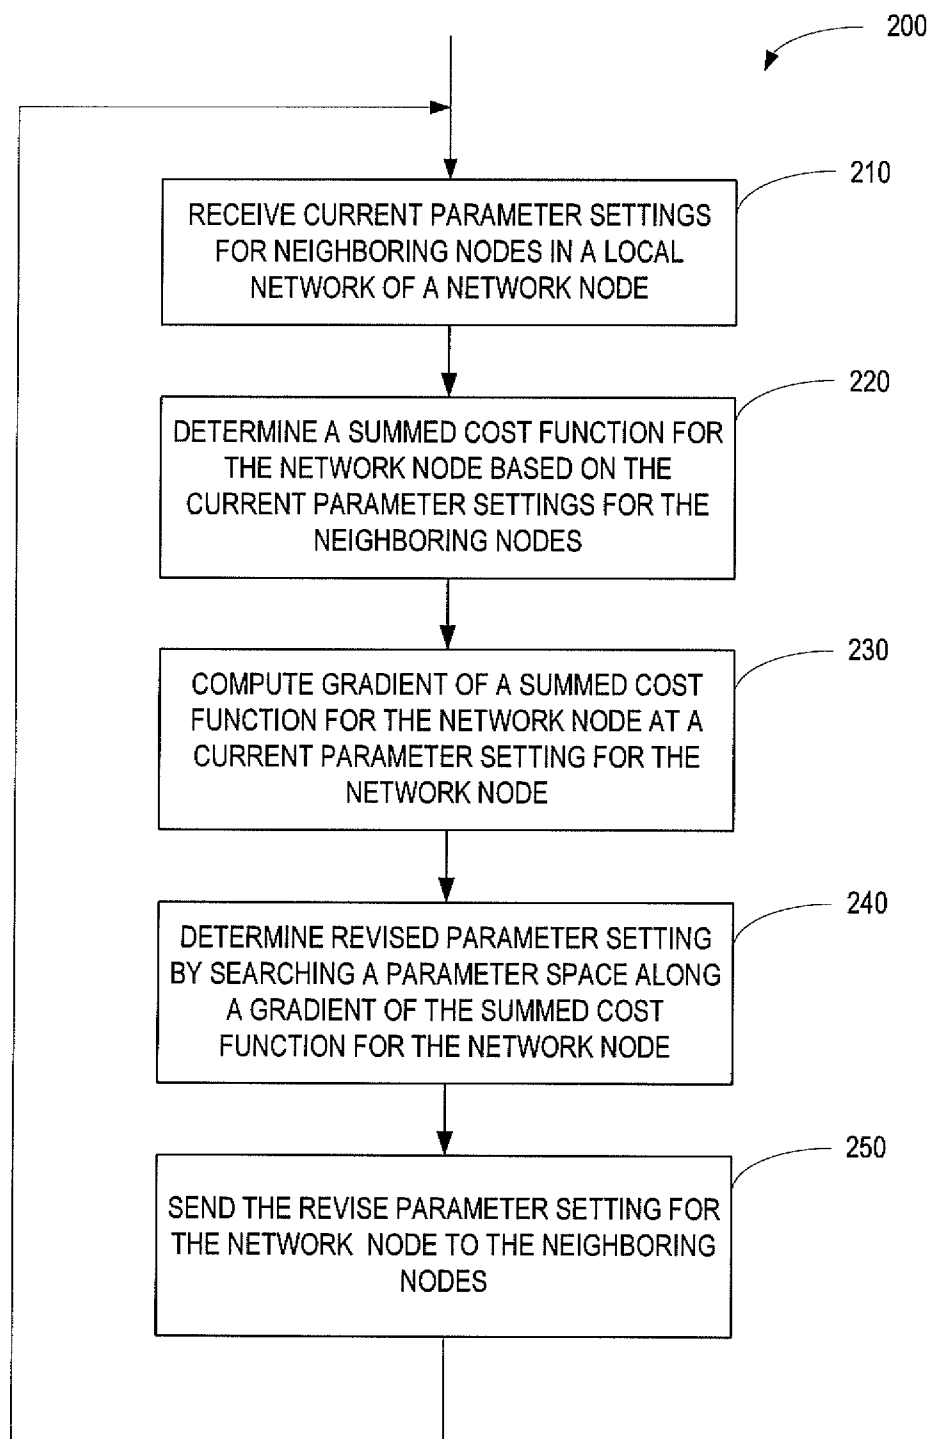 200
210
RECEIVE CURRENT PARAMETER SETTINGS
FOR NEIGHBORING NODES IN A LOCAL
NETWORK OF A NETWORK NODE
220
DETERMINE A SUMMED COST FUNCTION FOR
THE NETWORK NODE BASED ON THE
CURRENT PARAMETER SETTINGS FOR THE
NEIGHBORING NODES
230
COMPUTE GRADIENT OF A SUMMED COST
FUNCTION FOR THE NETWORK NODE AT A
CURRENT PARAMETER SETTING FOR THE
NETWORK NODE
240
DETERMINE REVISED PARAMETER SETTING
BY SEARCHING A PARAMETER SPACE ALONG
A GRADIENT OF THE SUMMED COST
FUNCTION FOR THE NETWORK NODE
250
SEND THE REVISE PARAMETER SETTING FOR
THE NETWORK NODE TO THE NEIGHBORING
NODES